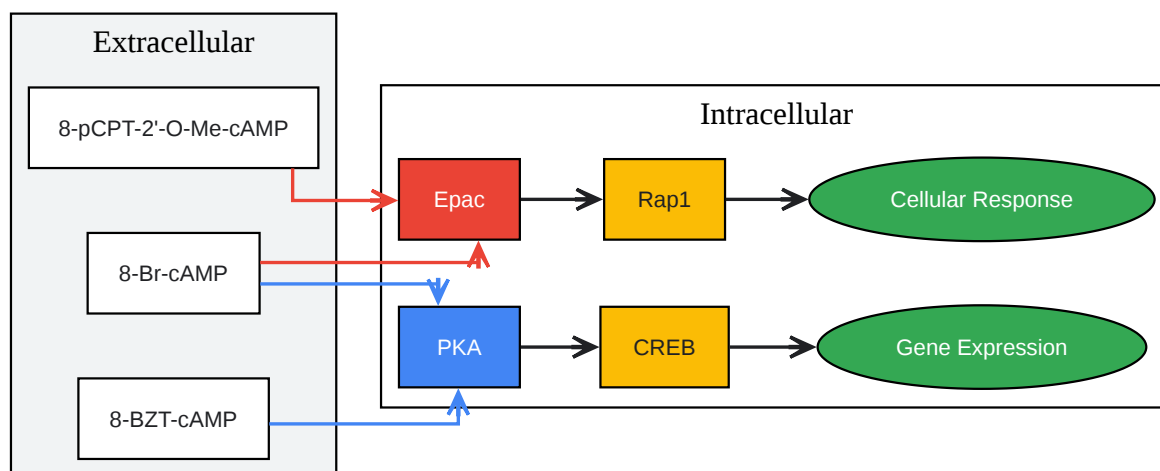 Extracellular
8-pCPT-2'-O-Me-cAMP
8-Br-cAMP
8-BZT-cAMP
Intracellular
Epac
Rap1
Cellular Response
PKA
CREB
Gene Expression